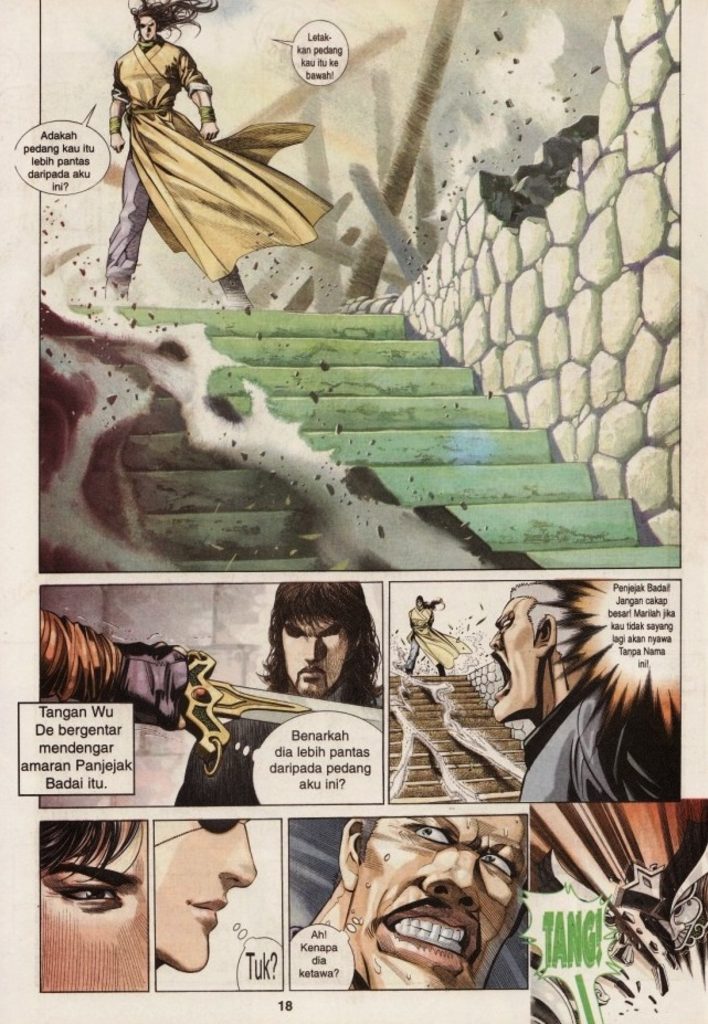 Letak-
kan pedang
kau itu ke
bawah!
Adakah
pedang kau itu
lebih pantas
daripada aku
ini?
Tangan Wu
De bergentar
mendengar
amaran Panjejak
Badai itu.
Benarkah
dia lebih pantas
daripada pedang
aku ini?
Penjejak Badai!
Jangan cakap
besar! Marilah jika
kau tidak sayang
lagi akan nyawa
Tanpa Nama
ini!.
Tuk?
Ah!
Kenapa
dia
ketawa?
TANG!
18